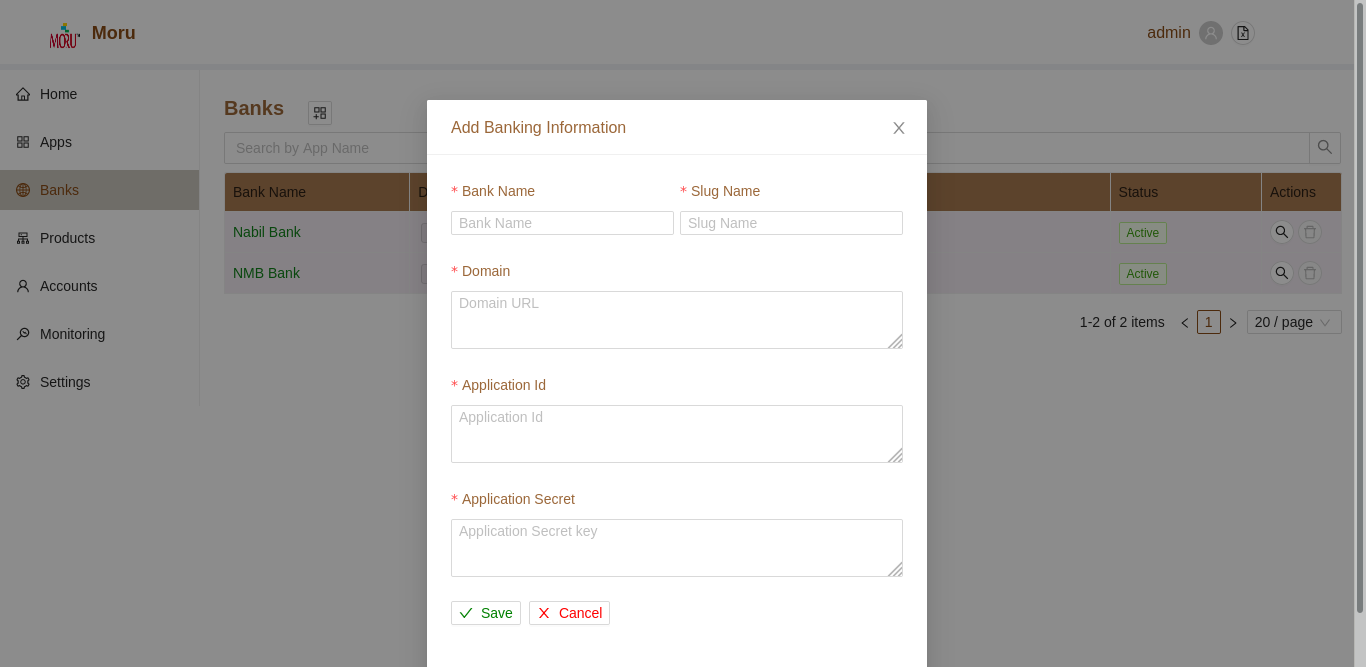 MORU Moru
admin
Home
Apps
Banks
Products
Accounts
Monitoring
Settings
Banks
Search by App Name
Bank Name D Status Actions
Nabil Bank Active
NMB Bank Active
1-2 of 2 items 1 20 / page
Add Banking Information
* Bank Name * Slug Name
Bank Name Slug Name
* Domain
Domain URL
* Application Id
Application Id
* Application Secret
Application Secret key
Save Cancel